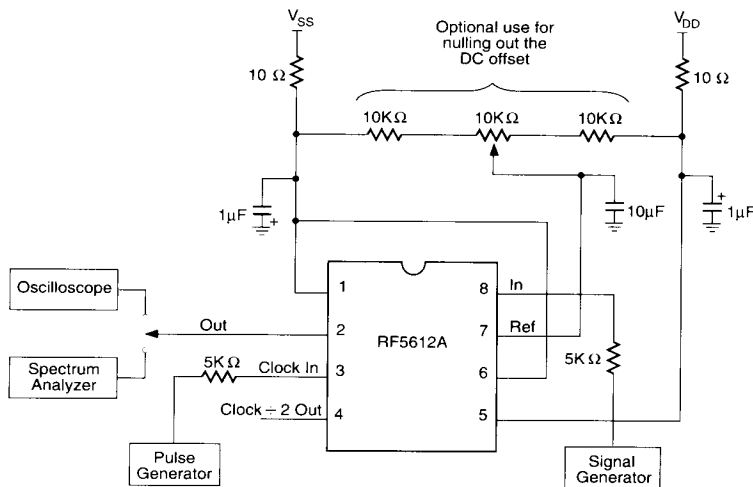 V_SS
Optional use for
nulling out the
DC offset
V_DD
10 Ω
10 Ω
10KΩ
10KΩ
10KΩ
1μF
+
10μF
+
1μF
Oscilloscope
Spectrum
Analyzer
Out
5KΩ
Clock In
Clock ÷ 2 Out
Pulse
Generator
1
2
3
4
RF5612A
8
7
6
5
In
Ref
5KΩ
Signal
Generator